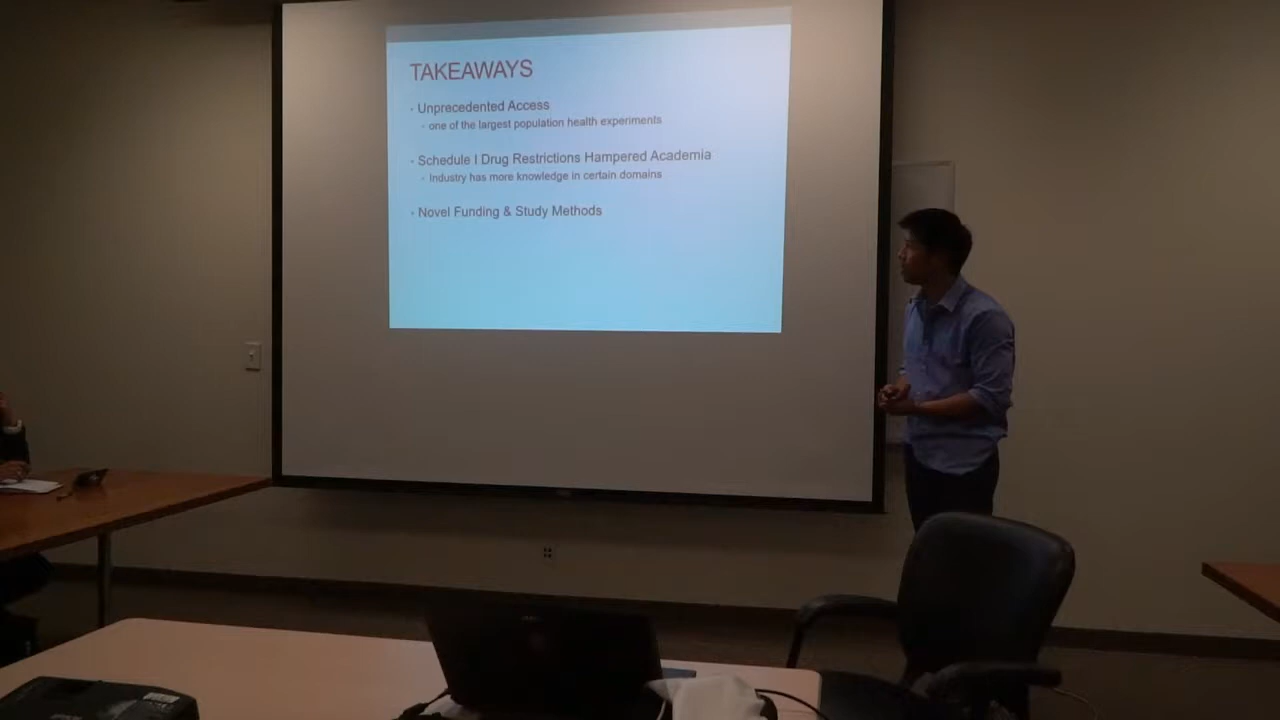 TAKEAWAYS
· Unprecedented Access
- one of the largest population health experiments
· Schedule I Drug Restrictions Hampered Academia
- Industry has more knowledge in certain domains
· Novel Funding & Study Methods